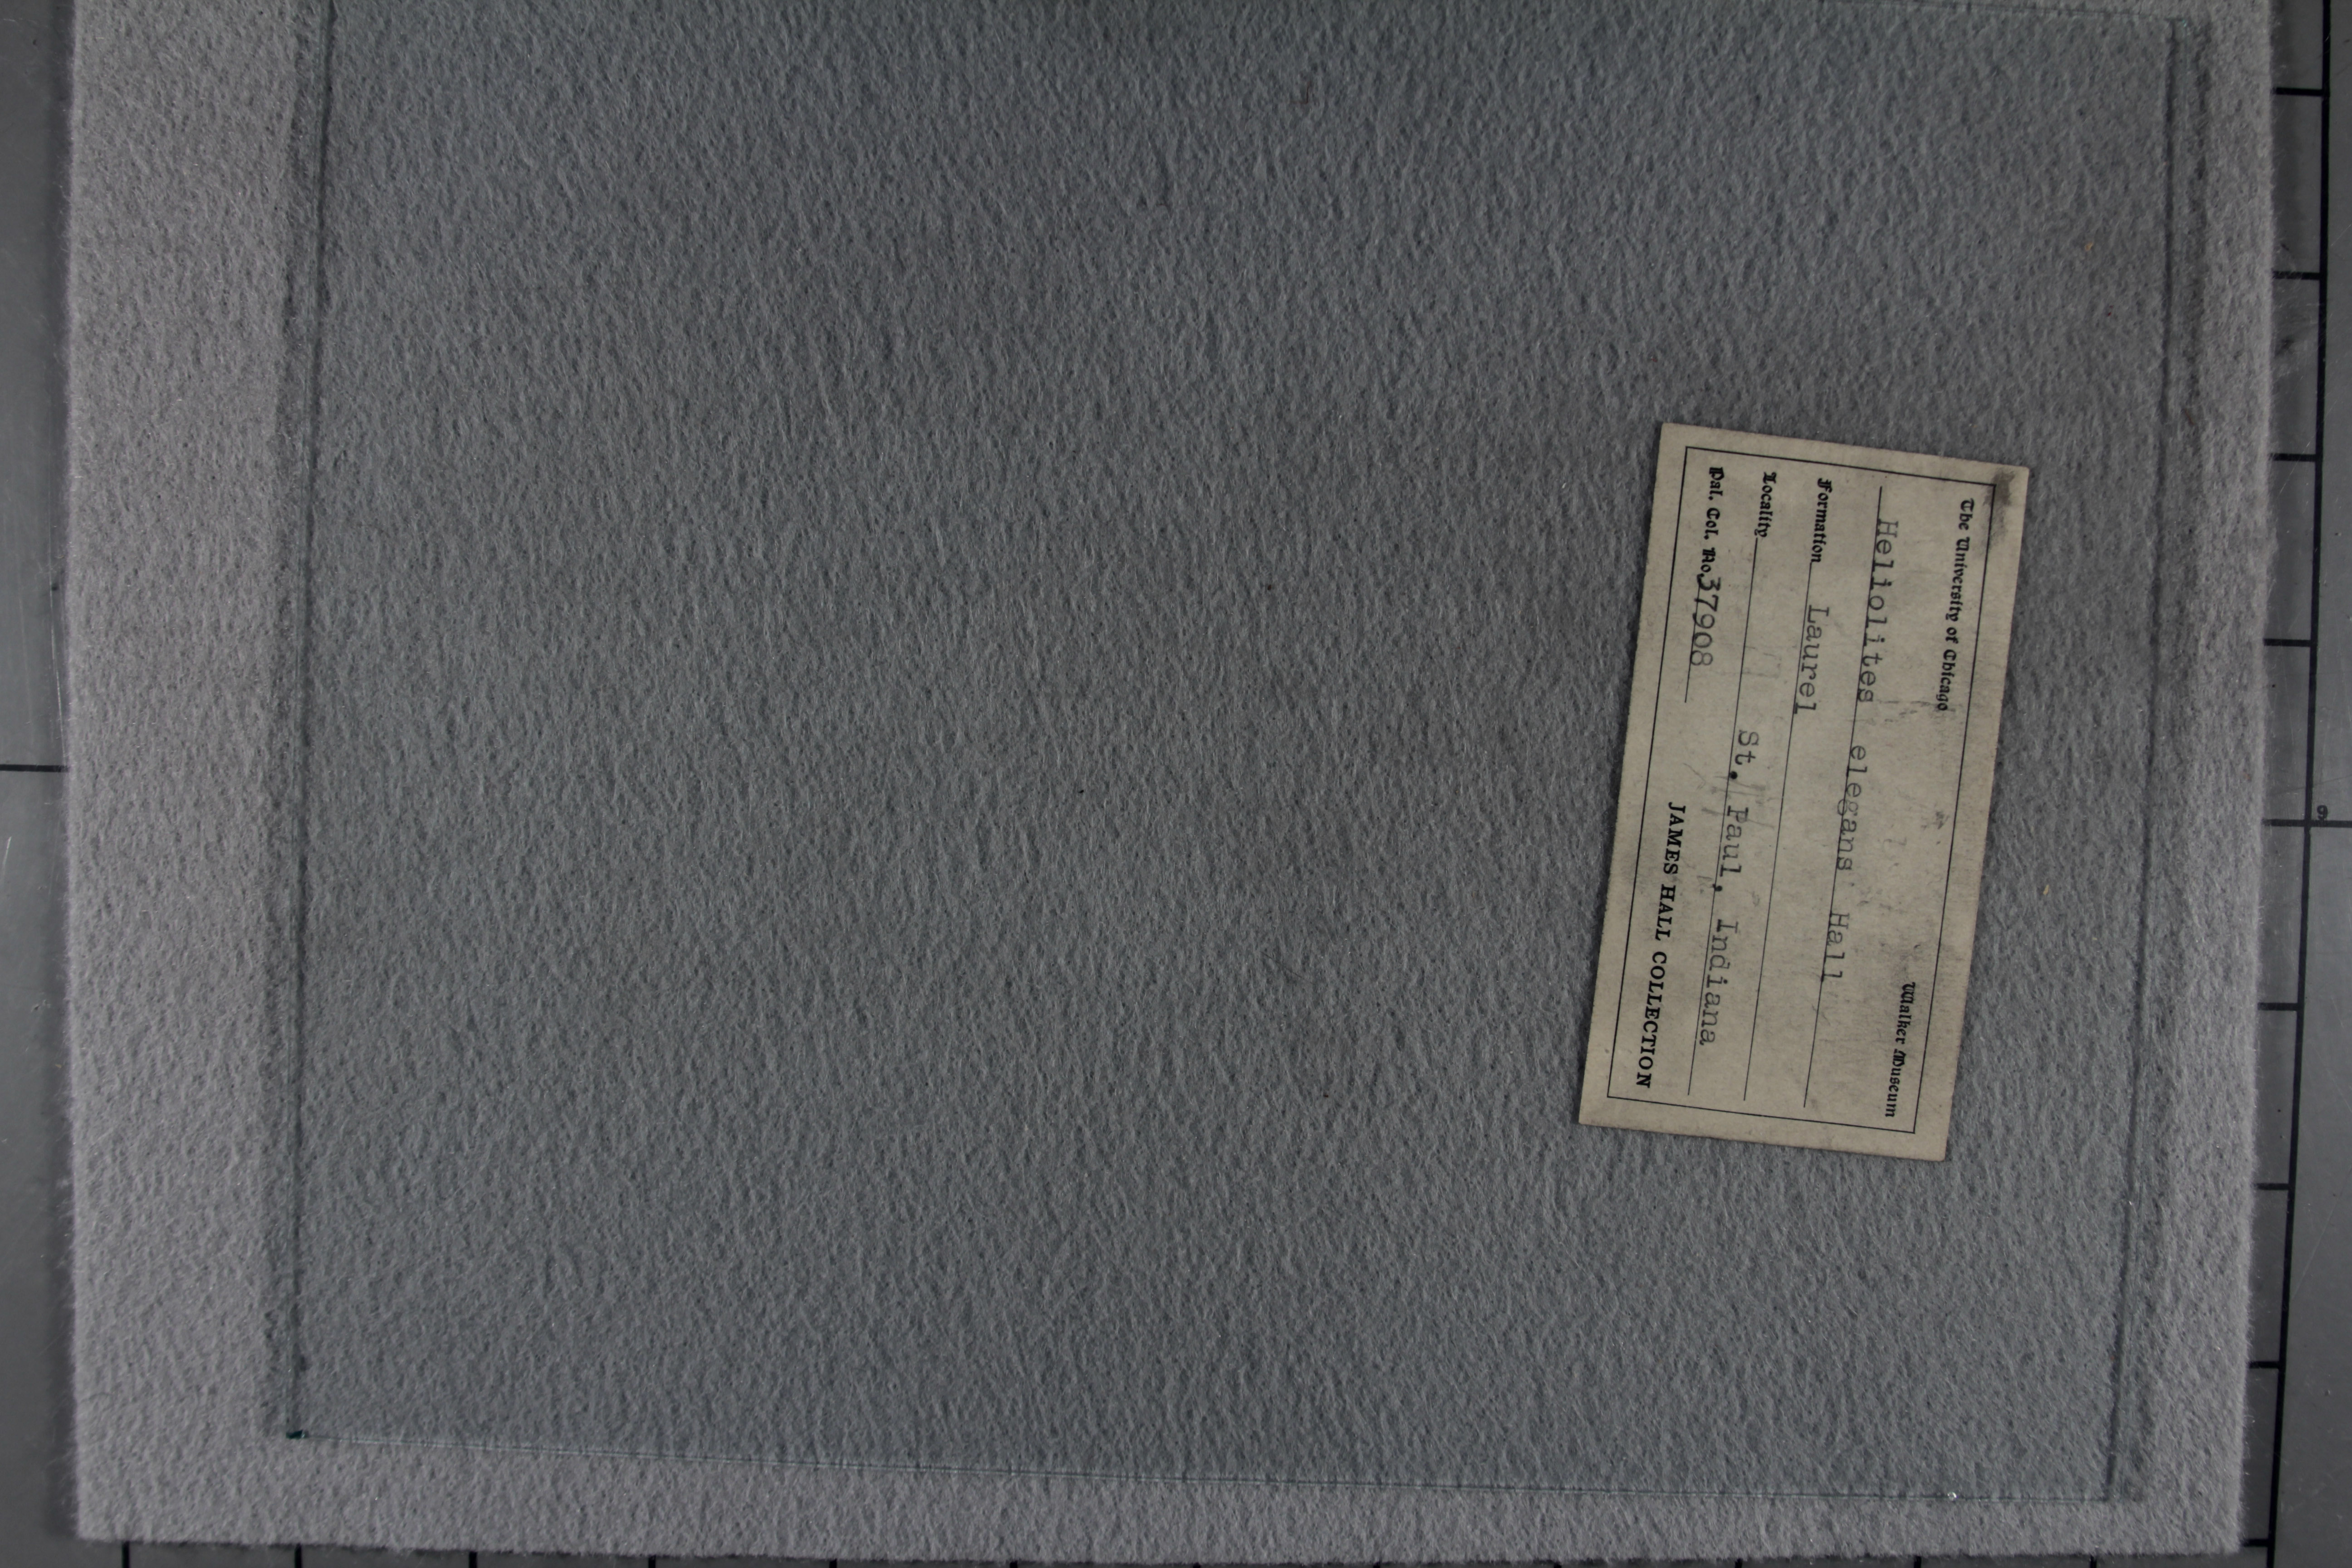 The University of Chicago Walker Museum
Heliolites elegans Hall
Formation Laurel
Locality St. Paul, Indiana
Pal. Col. No. 37908
JAMES HALL COLLECTION
9